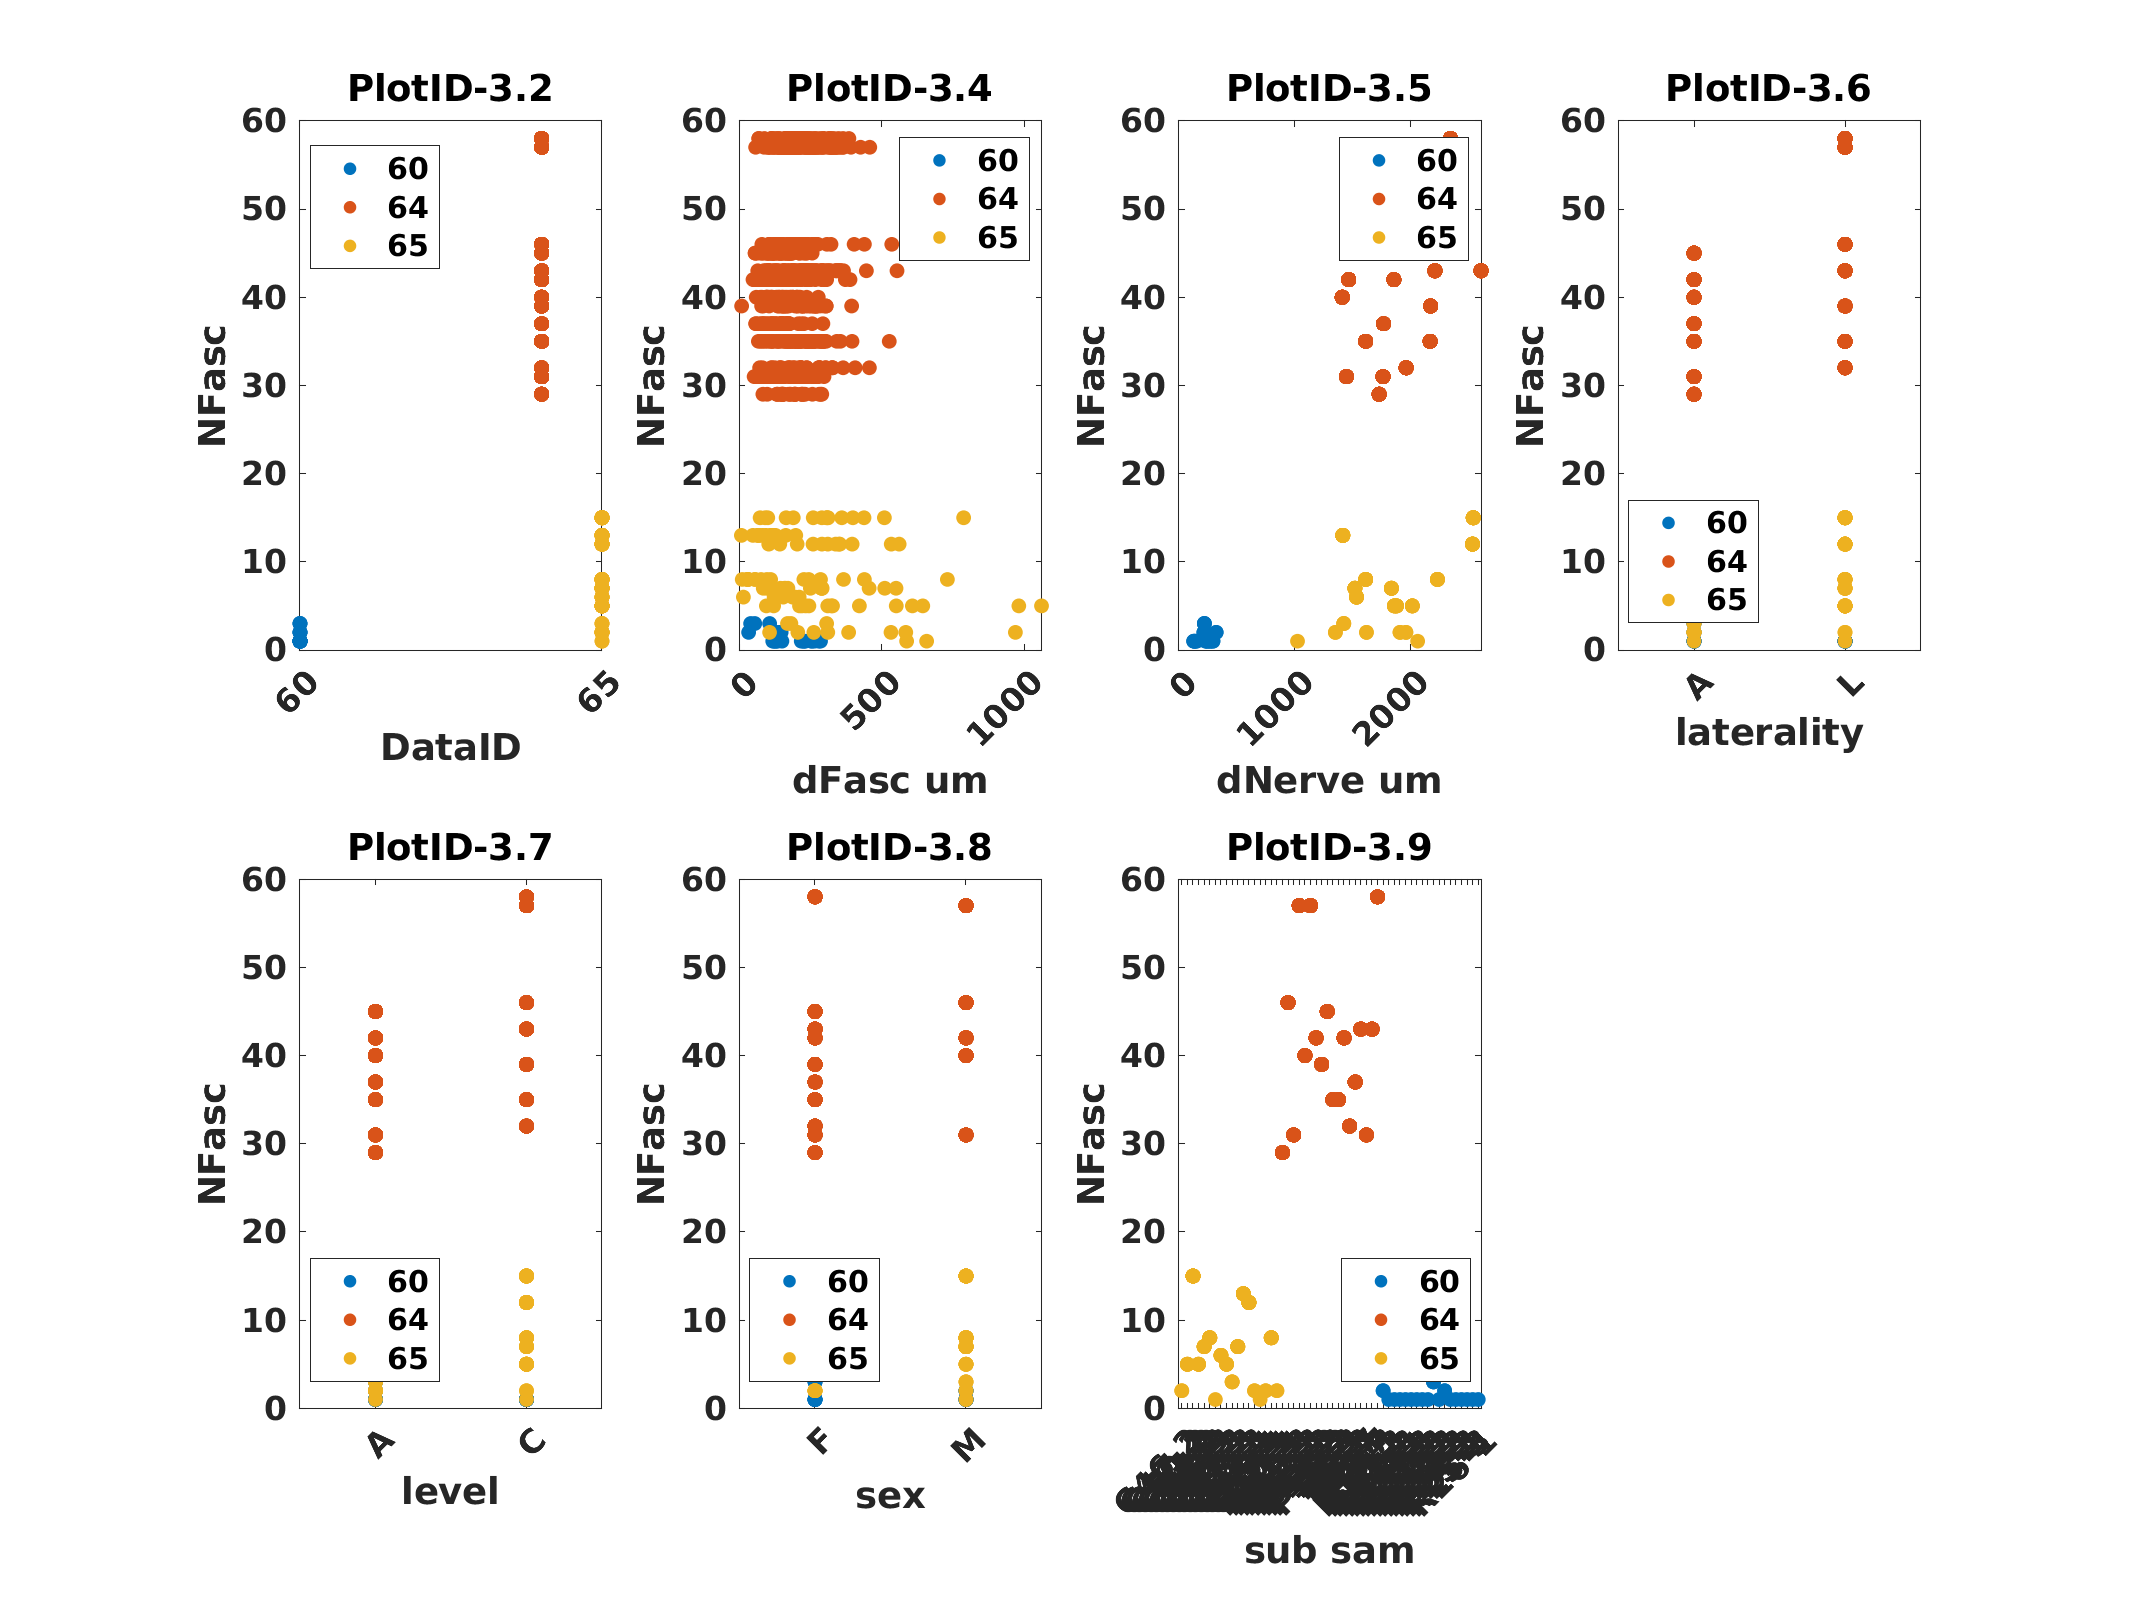 PlotID-3.2
NFasc
60
50
40
30
20
10
0
60
64
65
60
65
DataID
PlotID-3.4
NFasc
60
50
40
30
20
10
0
60
64
65
0
500
1000
dFasc um
PlotID-3.5
NFasc
60
50
40
30
20
10
0
60
64
65
0
1000
2000
dNerve um
PlotID-3.6
NFasc
60
50
40
30
20
10
0
60
64
65
A
L
laterality
PlotID-3.7
NFasc
60
50
40
30
20
10
0
60
64
65
A
C
level
PlotID-3.8
NFasc
60
50
40
30
20
10
0
60
64
65
F
M
sex
PlotID-3.9
NFasc
60
50
40
30
20
10
0
60
64
65
sub sam